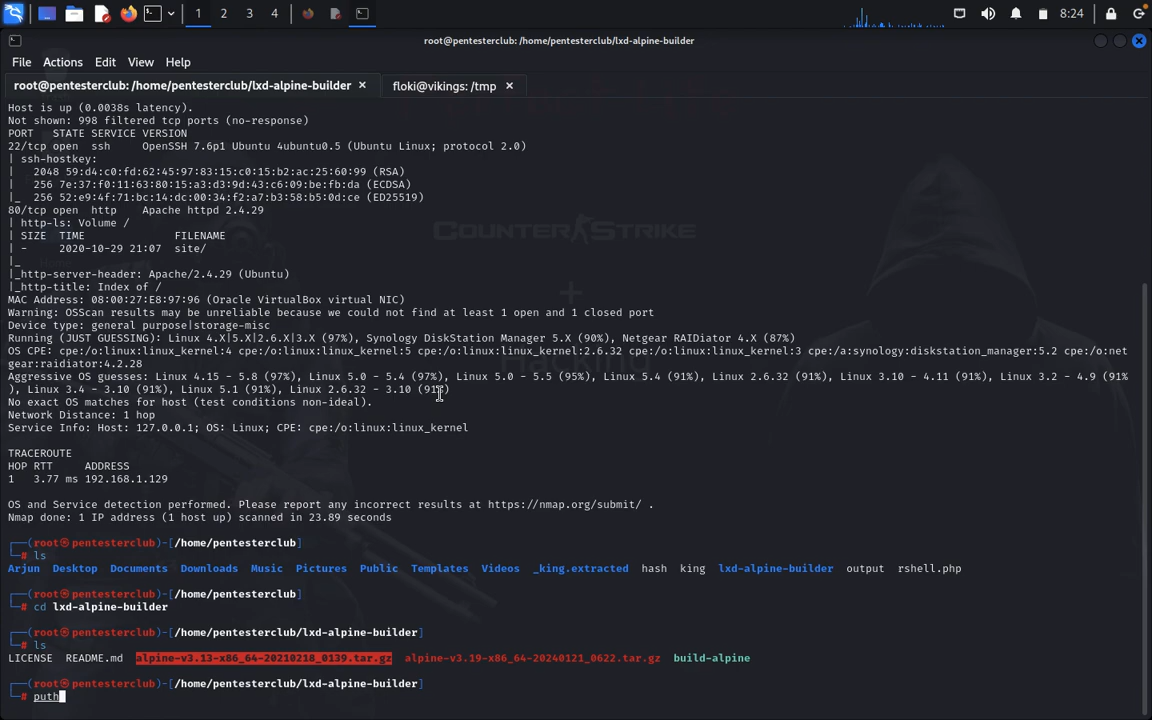 1 2 3 4 8:24
root@pentesterclub: /home/pentesterclub/lxd-alpine-builder
File Actions Edit View Help
root@pentesterclub: /home/pentesterclub/lxd-alpine-builder × floki@vikings: /tmp ×
Host is up (0.0038s latency).
Not shown: 998 filtered tcp ports (no-response)
PORT STATE SERVICE VERSION
22/tcp open ssh OpenSSH 7.6p1 Ubuntu 4ubuntu0.5 (Ubuntu Linux; protocol 2.0)
| ssh-hostkey:
| 2048 59:d4:c0:fd:62:45:97:83:15:c0:15:b2:ac:25:60:99 (RSA)
| 256 7e:37:f0:11:63:80:15:a3:d3:9d:43:c6:09:be:fb:da (ECDSA)
|_ 256 52:e9:4f:71:bc:14:dc:00:34:f2:a7:b3:58:b5:0d:ce (ED25519)
80/tcp open http Apache httpd 2.4.29
| http-ls: Volume /
| SIZE TIME FILENAME
| - 2020-10-29 21:07 site/
|_
|_http-server-header: Apache/2.4.29 (Ubuntu)
|_http-title: Index of /
MAC Address: 08:00:27:E8:97:96 (Oracle VirtualBox virtual NIC)
Warning: OSScan results may be unreliable because we could not find at least 1 open and 1 closed port
Device type: general purpose|storage-misc
Running (JUST GUESSING): Linux 4.X|5.X|2.6.X|3.X (97%), Synology DiskStation Manager 5.X (90%), Netgear RAIDiator 4.X (87%)
OS CPE: cpe:/o:linux:linux_kernel:4 cpe:/o:linux:linux_kernel:5 cpe:/o:linux:linux_kernel:2.6.32 cpe:/o:linux:linux_kernel:3 cpe:/a:synology:diskstation_manager:5.2 cpe:/o:net
gear:raidiator:4.2.28
Aggressive OS guesses: Linux 4.15 - 5.8 (97%), Linux 5.0 - 5.4 (97%), Linux 5.0 - 5.5 (95%), Linux 5.4 (91%), Linux 2.6.32 (91%), Linux 3.10 - 4.11 (91%), Linux 3.2 - 4.9 (91%
), Linux 3.4 - 3.10 (91%), Linux 5.1 (91%), Linux 2.6.32 - 3.10 (91%)
No exact OS matches for host (test conditions non-ideal).
Network Distance: 1 hop
Service Info: Host: 127.0.0.1; OS: Linux; CPE: cpe:/o:linux:linux_kernel
TRACEROUTE
HOP RTT ADDRESS
1 3.77 ms 192.168.1.129
OS and Service detection performed. Please report any incorrect results at https://nmap.org/submit/ .
Nmap done: 1 IP address (1 host up) scanned in 23.89 seconds
┌──(root㉿pentesterclub)-[/home/pentesterclub]
└─# ls
Arjun Desktop Documents Downloads Music Pictures Public Templates Videos _king.extracted hash king lxd-alpine-builder output rshell.php
┌──(root㉿pentesterclub)-[/home/pentesterclub]
└─# cd lxd-alpine-builder
┌──(root㉿pentesterclub)-[/home/pentesterclub/lxd-alpine-builder]
└─# ls
LICENSE README.md alpine-v3.13-x86_64-20210218_0139.tar.gz alpine-v3.19-x86_64-20240121_0622.tar.gz build-alpine
┌──(root㉿pentesterclub)-[/home/pentesterclub/lxd-alpine-builder]
└─# puth
COUNTER STRIKE
+